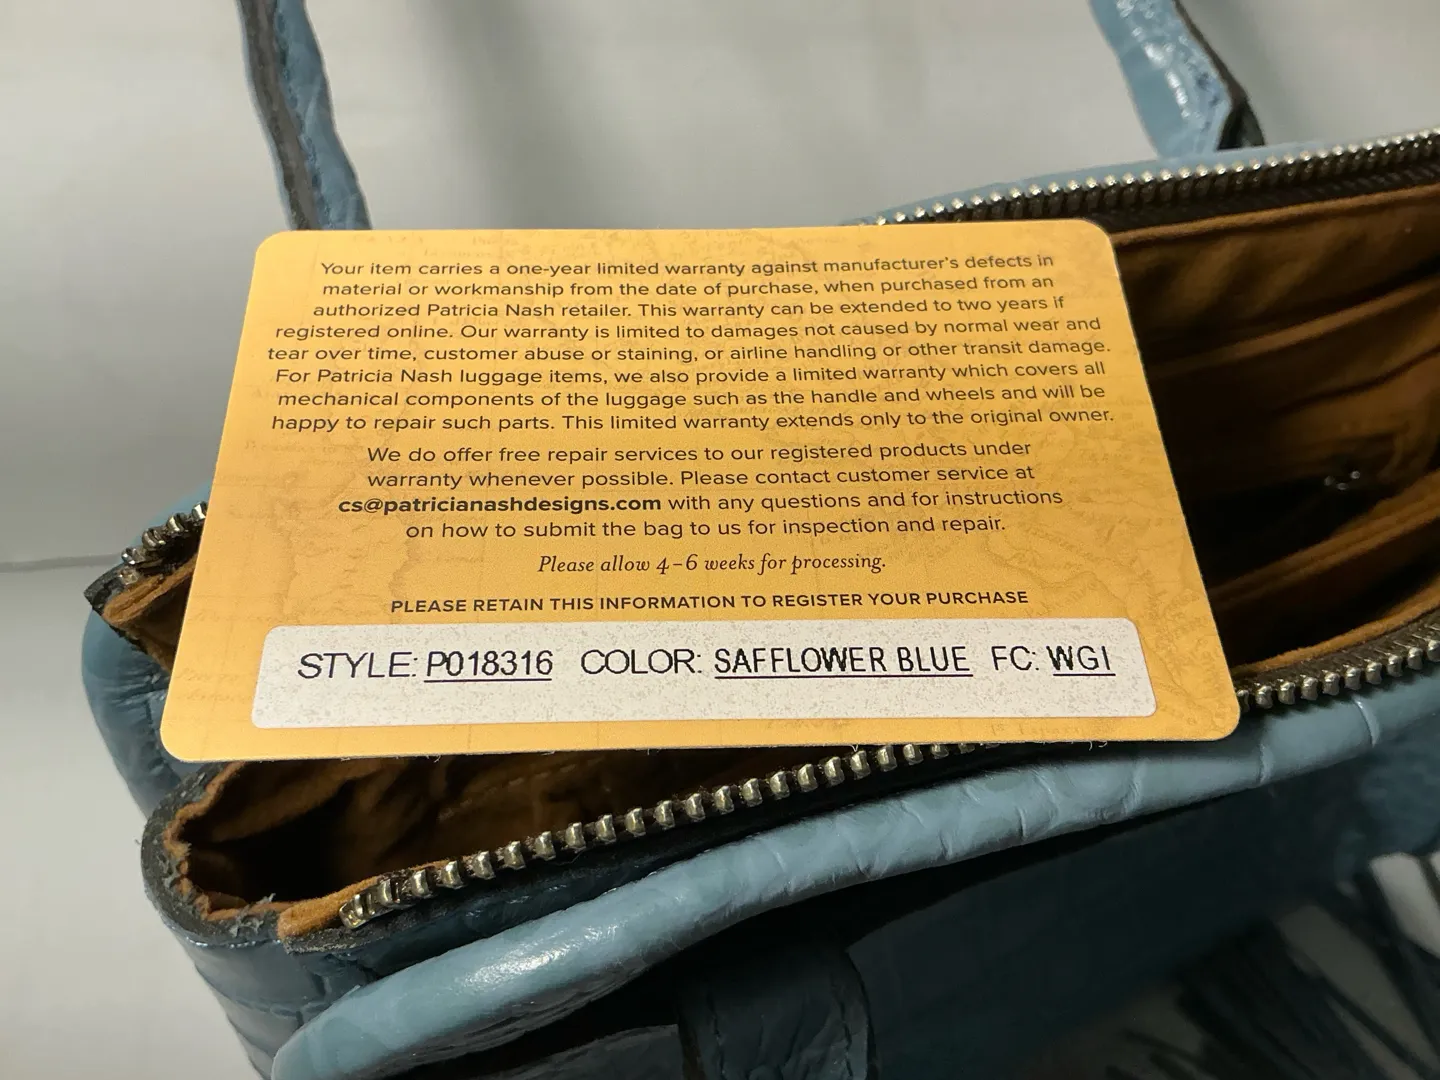 Your item carries a one-year limited warranty against manufacturer's defects in
material or workmanship from the date of purchase, when purchased from an
authorized Patricia Nash retailer. This warranty can be extended to two years if
registered online. Our warranty is limited to damages not caused by normal wear and
tear over time, customer abuse or staining, or airline handling or other transit damage.
For Patricia Nash luggage items, we also provide a limited warranty which covers all
mechanical components of the luggage such as the handle and wheels and will be
happy to repair such parts. This limited warranty extends only to the original owner.
We do offer free repair services to our registered products under
warranty whenever possible. Please contact customer service at
cs@patricianashdesigns.com with any questions and for instructions
on how to submit the bag to us for inspection and repair.
Please allow 4–6 weeks for processing.
PLEASE RETAIN THIS INFORMATION TO REGISTER YOUR PURCHASE
STYLE: P018316 COLOR: SAFFLOWER BLUE FC: WGI